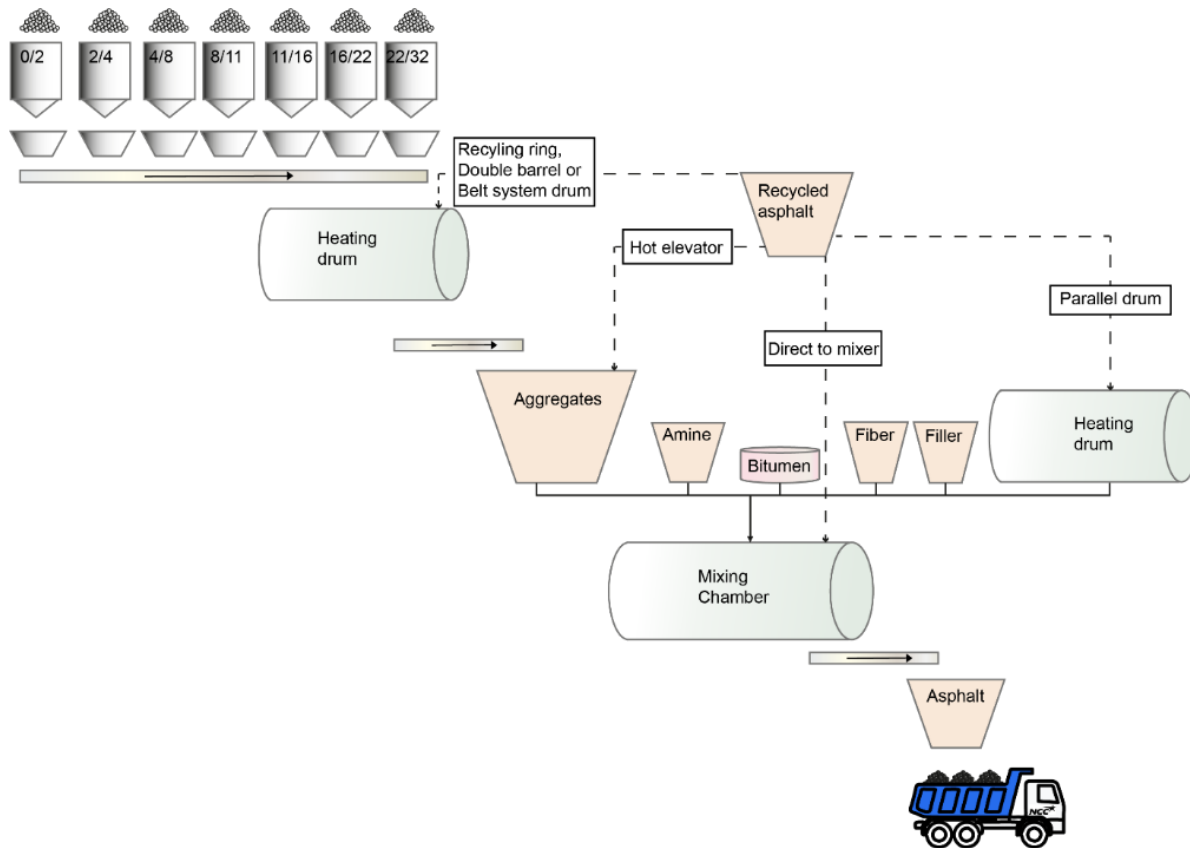 0/2
2/4
4/8
8/11
11/16
16/22
22/32
Recyling ring,
Double barrel or
Belt system drum
Recycled
asphalt
Heating
drum
Hot elevator
Parallel drum
Direct to mixer
Aggregates
Amine
Bitumen
Fiber
Filler
Heating
drum
Mixing
Chamber
Asphalt
NCC